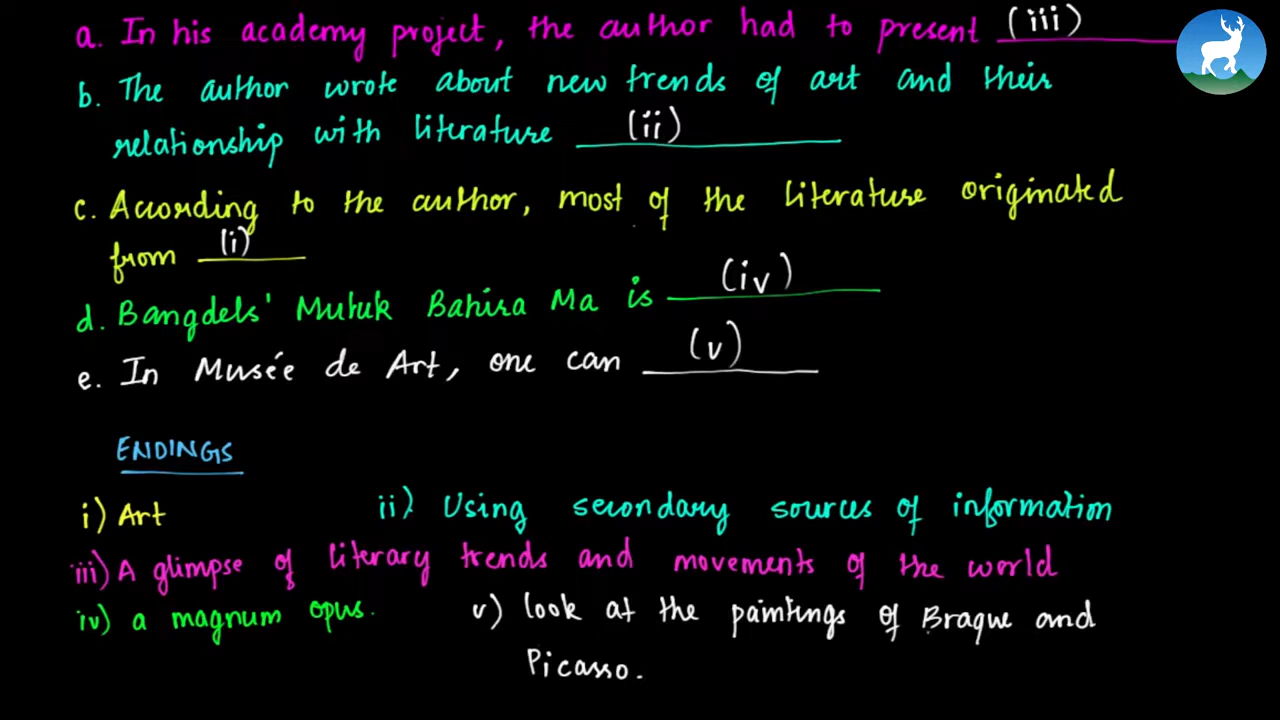 a. In his academy project, the author had to present (iii)
b. The author wrote about new trends of art and their
relationship with literature (ii)
c. According to the author, most of the literature originated
from (i)
d. Bangdels' Mutuk Bahira Ma is (iv)
e. In Musée de Art, one can (v)
ENDINGS
i) Art ii) Using secondary sources of information
iii) A glimpse of literary trends and movements of the world
iv) a magnum opus. v) look at the paintings of Braque and
Picasso.